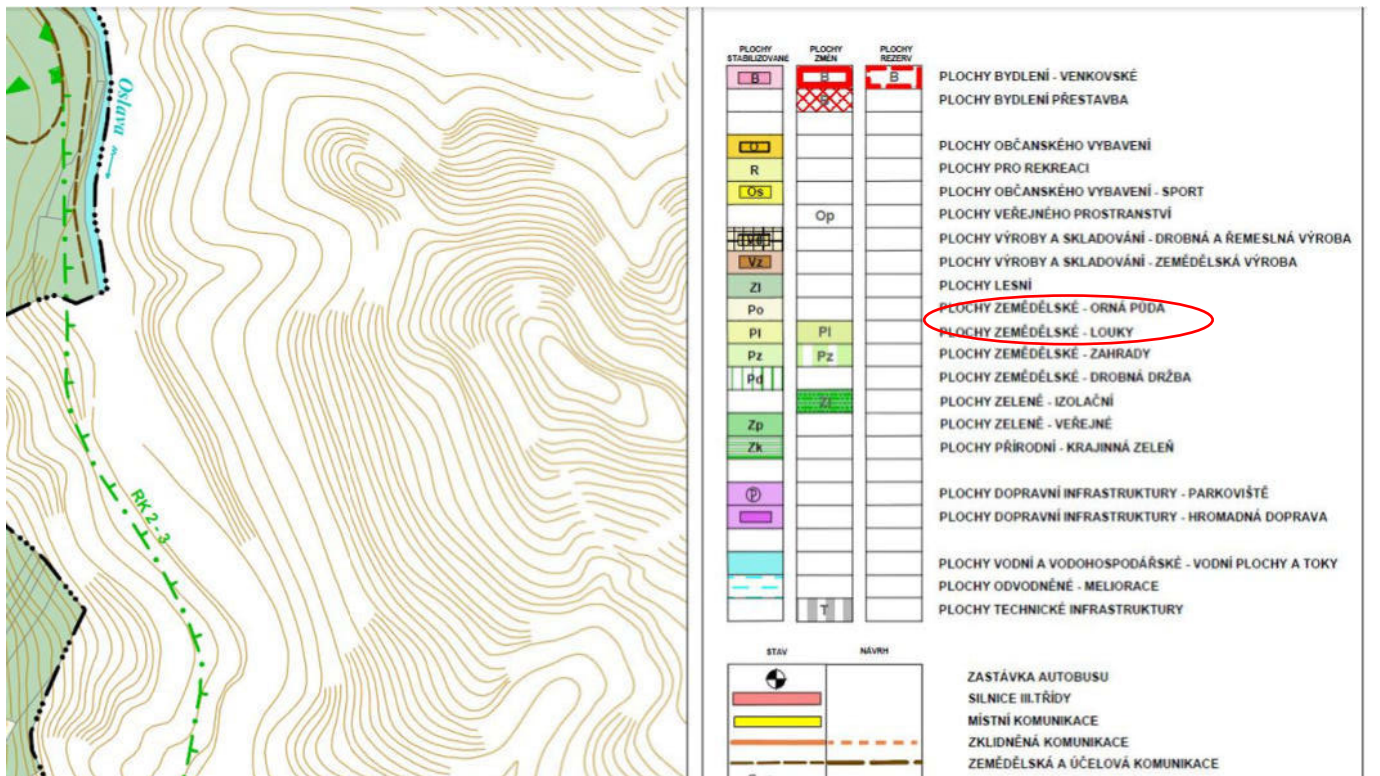 Oslava
RK 2 - 3
PLOCHY STABILIZOVANÉ
PLOCHY ZMĚN
PLOCHY REZERV
B B B PLOCHY BYDLENÍ - VENKOVSKÉ
B PLOCHY BYDLENÍ PŘESTAVBA
O PLOCHY OBČANSKÉHO VYBAVENÍ
R PLOCHY PRO REKREACI
Os PLOCHY OBČANSKÉHO VYBAVENÍ - SPORT
Op PLOCHY VEŘEJNÉHO PROSTRANSTVÍ
Vd PLOCHY VÝROBY A SKLADOVÁNÍ - DROBNÁ A ŘEMESLNÁ VÝROBA
Vz PLOCHY VÝROBY A SKLADOVÁNÍ - ZEMĚDĚLSKÁ VÝROBA
Zl PLOCHY LESNÍ
Po PLOCHY ZEMĚDĚLSKÉ - ORNÁ PŮDA
Pl Pl PLOCHY ZEMĚDĚLSKÉ - LOUKY
Pz Pz PLOCHY ZEMĚDĚLSKÉ - ZAHRADY
Pd PLOCHY ZEMĚDĚLSKÉ - DROBNÁ DRŽBA
PLOCHY ZELENĚ - IZOLAČNÍ
Zp PLOCHY ZELENĚ - VEŘEJNÉ
Zk PLOCHY PŘÍRODNÍ - KRAJINNÁ ZELEŇ
P PLOCHY DOPRAVNÍ INFRASTRUKTURY - PARKOVIŠTĚ
PLOCHY DOPRAVNÍ INFRASTRUKTURY - HROMADNÁ DOPRAVA
PLOCHY VODNÍ A VODOHOSPODÁŘSKÉ - VODNÍ PLOCHY A TOKY
PLOCHY ODVODNĚNÉ - MELIORACE
T PLOCHY TECHNICKÉ INFRASTRUKTURY
STAV NÁVRH
ZASTÁVKA AUTOBUSU
SILNICE III.TŘÍDY
MÍSTNÍ KOMUNIKACE
ZKLIDNĚNÁ KOMUNIKACE
ZEMĚDĚLSKÁ A ÚČELOVÁ KOMUNIKACE